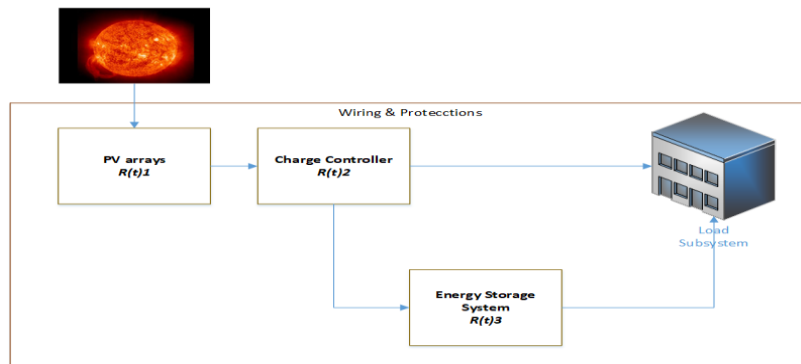 Wiring & Protecctions
PV arrays
R(t)1
Charge Controller
R(t)2
Load
Subsystem
Energy Storage
System
R(t)3